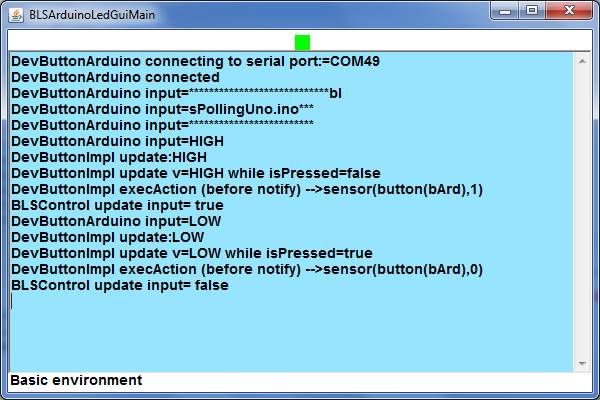 BLSArduinoLedGuiMain
DevButtonArduino connecting to serial port:=COM49
DevButtonArduino connected
DevButtonArduino input=***************************bl
DevButtonArduino input=sPollingUno.ino***
DevButtonArduino input=************************
DevButtonArduino input=HIGH
DevButtonImpl update:HIGH
DevButtonImpl update v=HIGH while isPressed=false
DevButtonImpl execAction (before notify) -->sensor(button(bArd),1)
BLSControl update input= true
DevButtonArduino input=LOW
DevButtonImpl update:LOW
DevButtonImpl update v=LOW while isPressed=true
DevButtonImpl execAction (before notify) -->sensor(button(bArd),0)
BLSControl update input= false
Basic environment